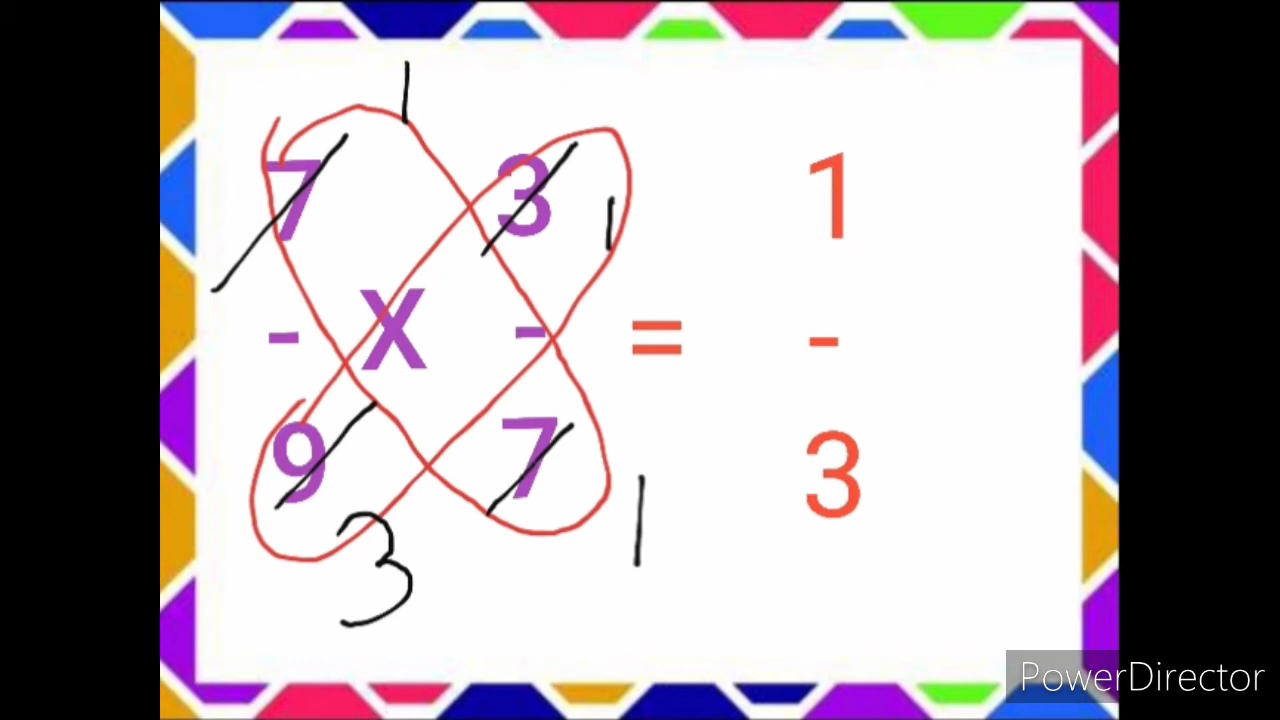 1
7 3 1 1
- X - = -
9 7 3
3 1
PowerDirector